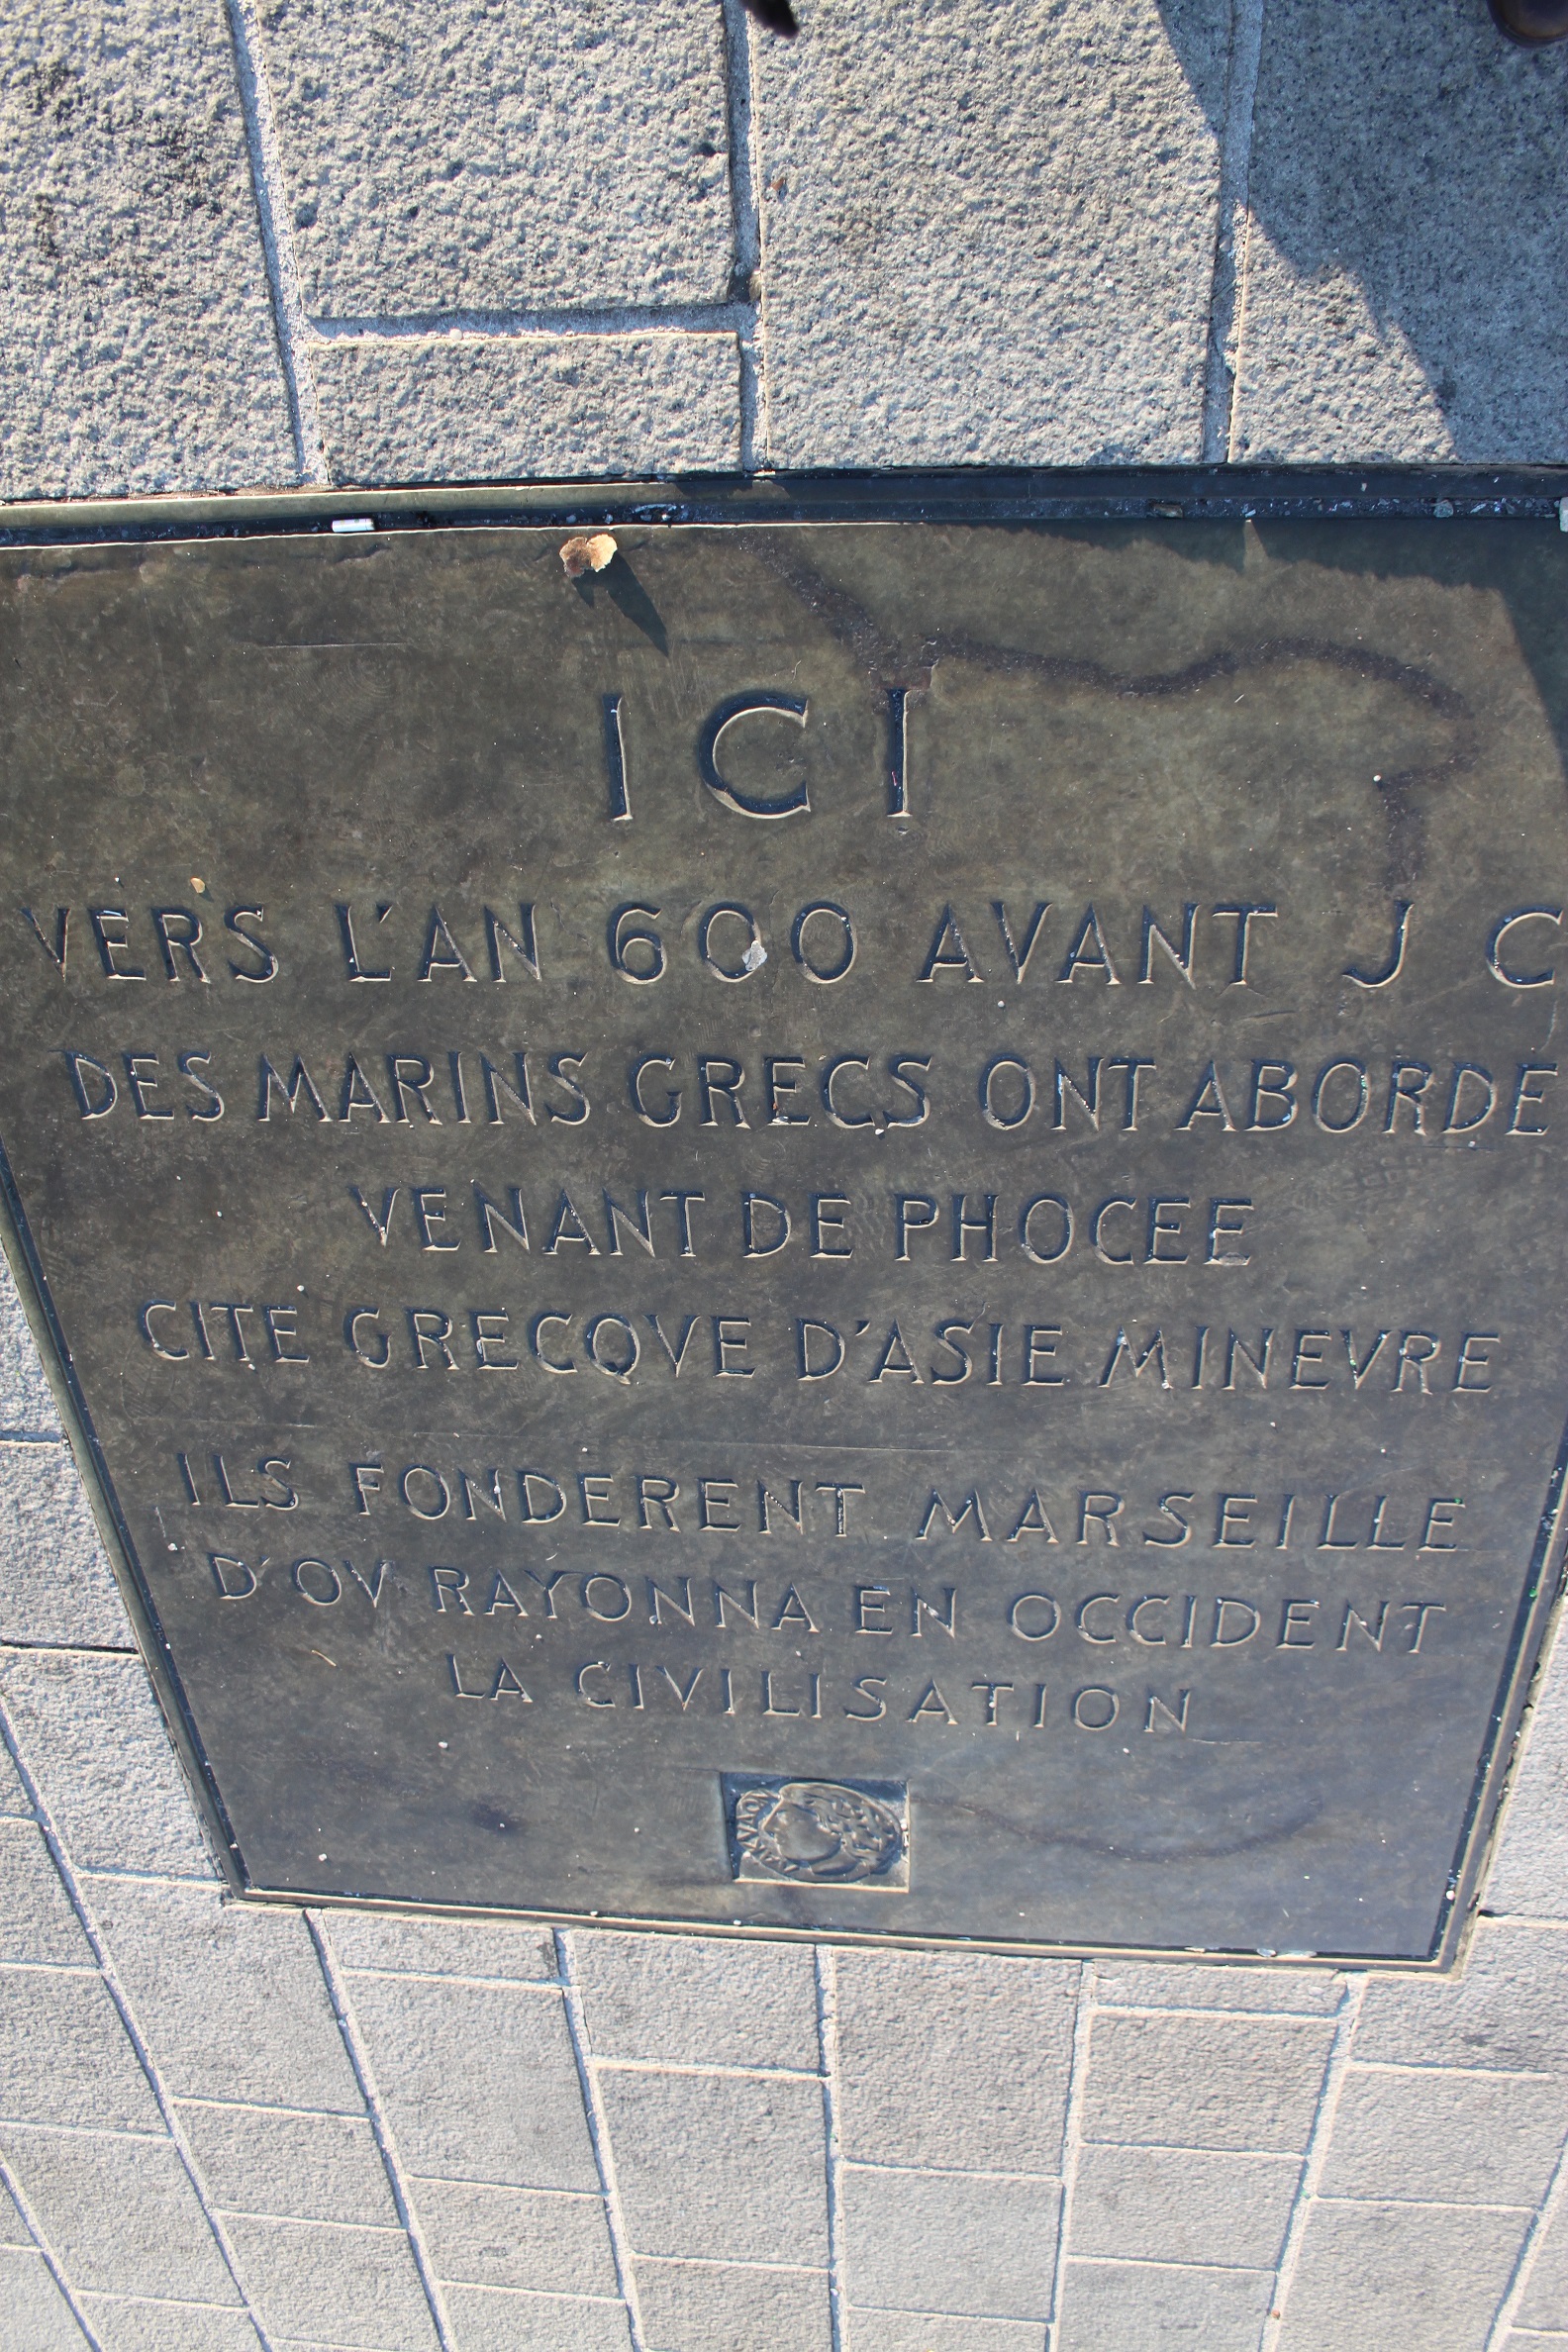 ICI
VERS L'AN 600 AVANT J C
DES MARINS GRECS ONT ABORDE
VENANT DE PHOCEE
CITE GRECQVE D'ASIE MINEVRE
ILS FONDERENT MARSEILLE
D'OV RAYONNA EN OCCIDENT
LA CIVILISATION